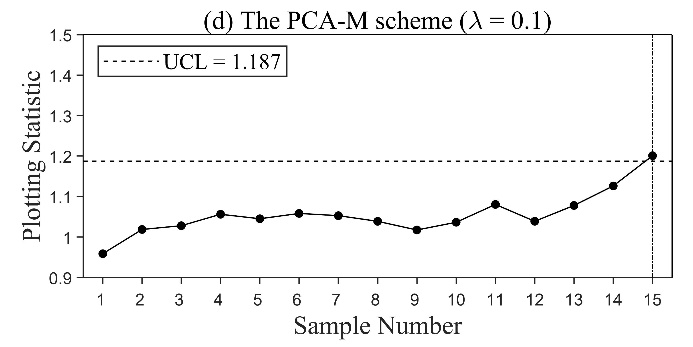 (d) The PCA-M scheme (λ = 0.1)
1.5
1.4
1.3
1.2
1.1
1
0.9
Plotting Statistic
UCL = 1.187
1 2 3 4 5 6 7 8 9 10 11 12 13 14 15
Sample Number